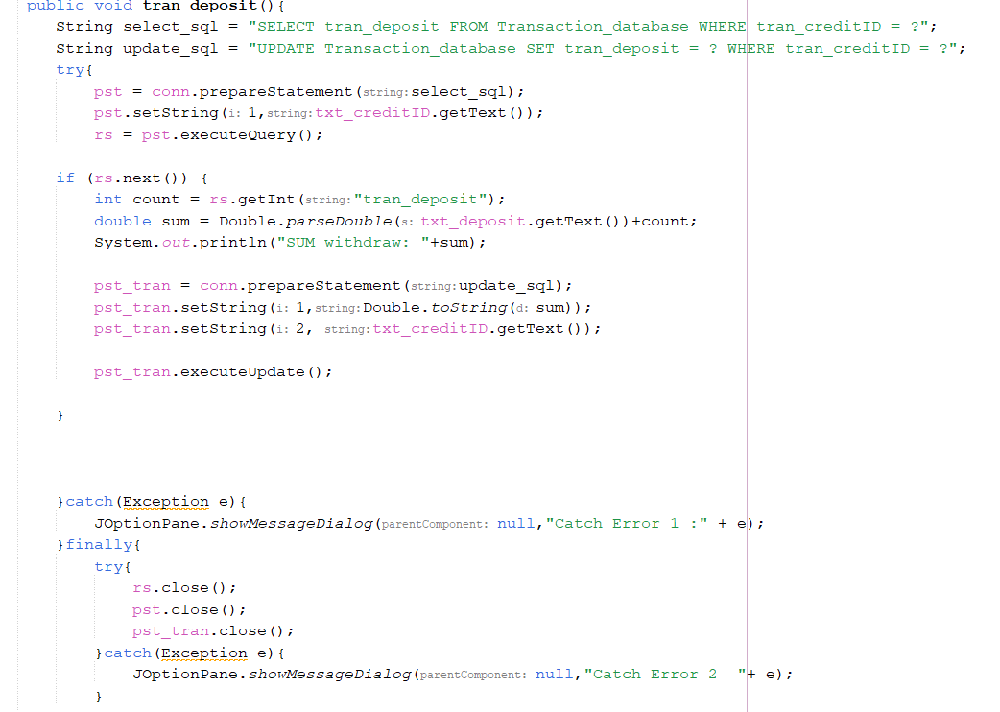 public void tran deposit(){
String select_sql = "SELECT tran_deposit FROM Transaction_database WHERE tran_creditID = ?";
String update_sql = "UPDATE Transaction_database SET tran_deposit = ? WHERE tran_creditID = ?";
try{
pst = conn.prepareStatement(string:select_sql);
pst.setString(i: 1,string:txt_creditID.getText());
rs = pst.executeQuery();
if (rs.next()) {
int count = rs.getInt(string:"tran_deposit");
double sum = Double.parseDouble(s: txt_deposit.getText())+count;
System.out.println("SUM withdraw: "+sum);
pst_tran = conn.prepareStatement(string:update_sql);
pst_tran.setString(i: 1,string:Double.toString(d: sum));
pst_tran.setString(i: 2, string:txt_creditID.getText());
pst_tran.executeUpdate();
}
}catch(Exception e){
JOptionPane.showMessageDialog(parentComponent: null,"Catch Error 1 :" + e);
}finally{
try{
rs.close();
pst.close();
pst_tran.close();
}catch(Exception e){
JOptionPane.showMessageDialog(parentComponent: null,"Catch Error 2  "+ e);
}